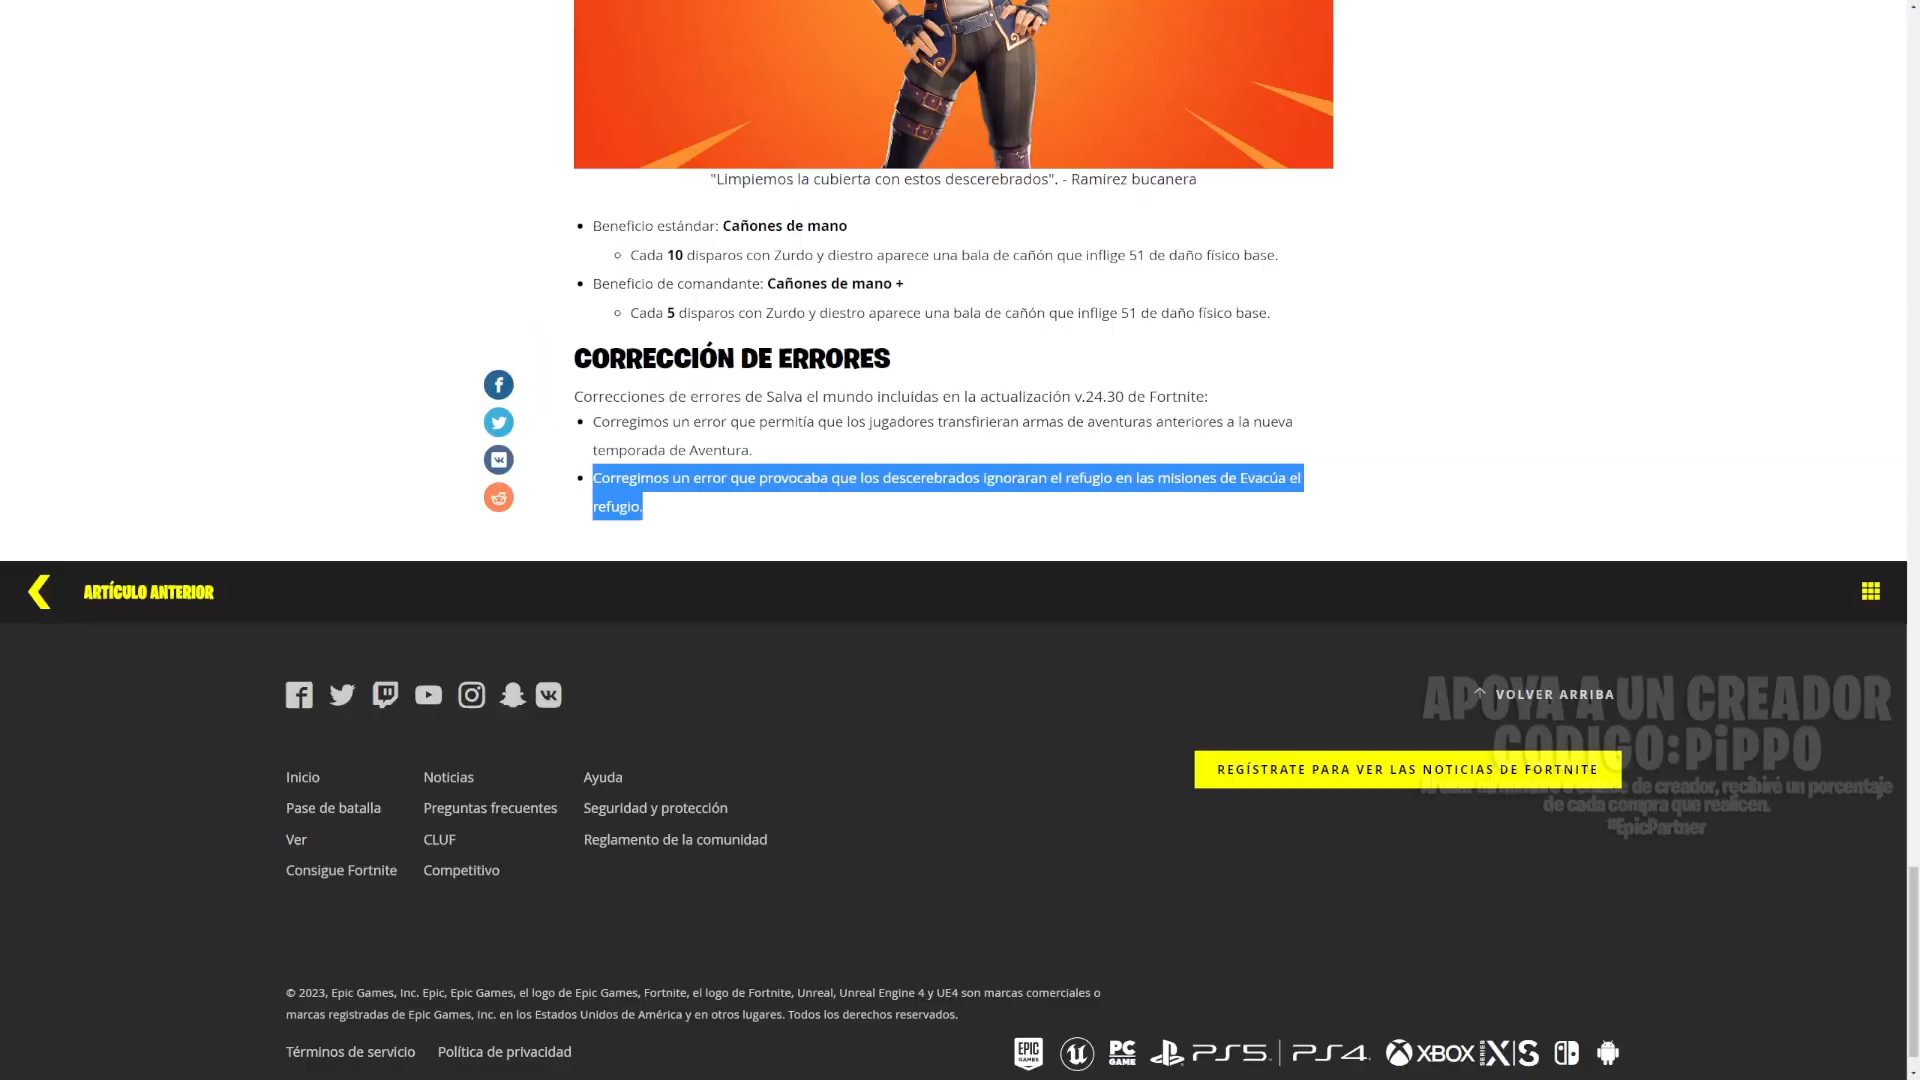 "Limpiemos la cubierta con estos descerebrados". - Ramirez bucanera
Beneficio estándar: Cañones de mano
Cada 10 disparos con Zurdo y diestro aparece una bala de cañón que inflige 51 de daño físico base.
Beneficio de comandante: Cañones de mano +
Cada 5 disparos con Zurdo y diestro aparece una bala de cañón que inflige 51 de daño físico base.
CORRECCIÓN DE ERRORES
Correcciones de errores de Salva el mundo incluidas en la actualización v.24.30 de Fortnite:
Corregimos un error que permitía que los jugadores transfirieran armas de aventuras anteriores a la nueva
temporada de Aventura.
Corregimos un error que provocaba que los descerebrados ignoraran el refugio en las misiones de Evacúa el
refugio.
ARTÍCULO ANTERIOR
VOLVER ARRIBA
APOYA A UN CREADOR
CODIGO:PiPPO
REGÍSTRATE PARA VER LAS NOTICIAS DE FORTNITE
de creador, recibiré un porcentaje
de cada compra que realicen.
#EpicPartner
Inicio
Noticias
Ayuda
Pase de batalla
Preguntas frecuentes
Seguridad y protección
Ver
CLUF
Reglamento de la comunidad
Consigue Fortnite
Competitivo
© 2023, Epic Games, Inc. Epic, Epic Games, el logo de Epic Games, Fortnite, el logo de Fortnite, Unreal, Unreal Engine 4 y UE4 son marcas comerciales o
marcas registradas de Epic Games, Inc. en los Estados Unidos de América y en otros lugares. Todos los derechos reservados.
Términos de servicio
Política de privacidad
EPIC GAMES
PC GAME
PS5
PS4
XBOX SERIES X|S